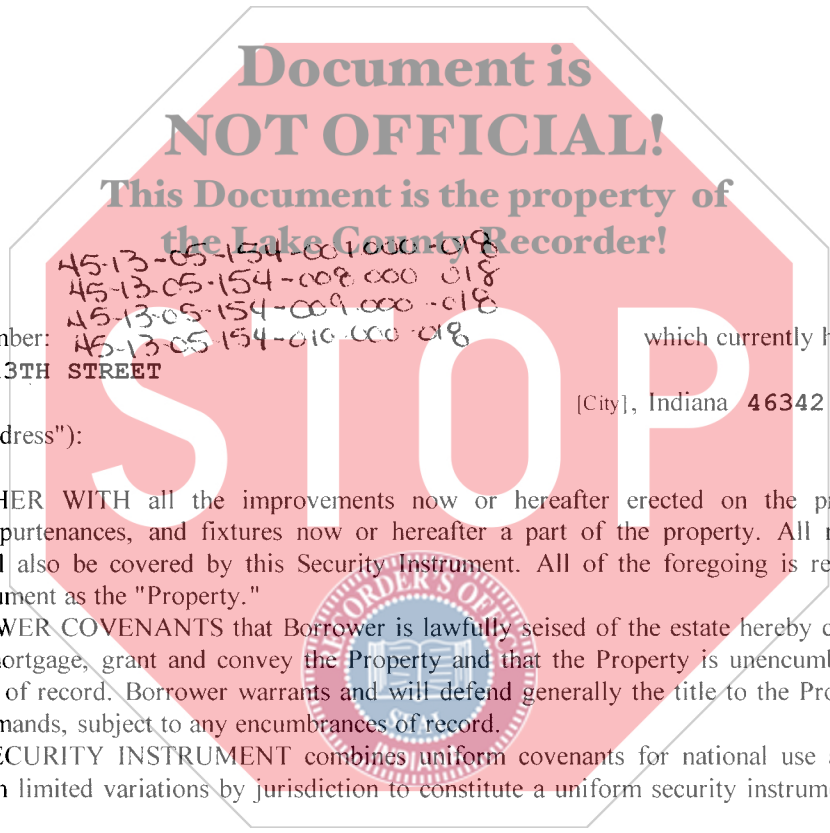 Document is
NOT OFFICIAL!
This Document is the property of
the Lake County Recorder!
45-13-05-154-001.000-018
45-13-05-154-008.000 018
45-13-05-154-009.000-018
mber: 45-13-05 154-010.000-018 which currently h
3TH STREET
[City], Indiana 46342
dress"):
STOP
HER WITH all the improvements now or hereafter erected on the pr
purtenances, and fixtures now or hereafter a part of the property. All r
l also be covered by this Security Instrument. All of the foregoing is re
ument as the "Property."
WER COVENANTS that Borrower is lawfully seised of the estate hereby c
ortgage, grant and convey the Property and that the Property is unencumb
of record. Borrower warrants and will defend generally the title to the Pro
mands, subject to any encumbrances of record.
ECURITY INSTRUMENT combines uniform covenants for national use a
n limited variations by jurisdiction to constitute a uniform security instrume
RECORDER'S OFFICE
SEAL